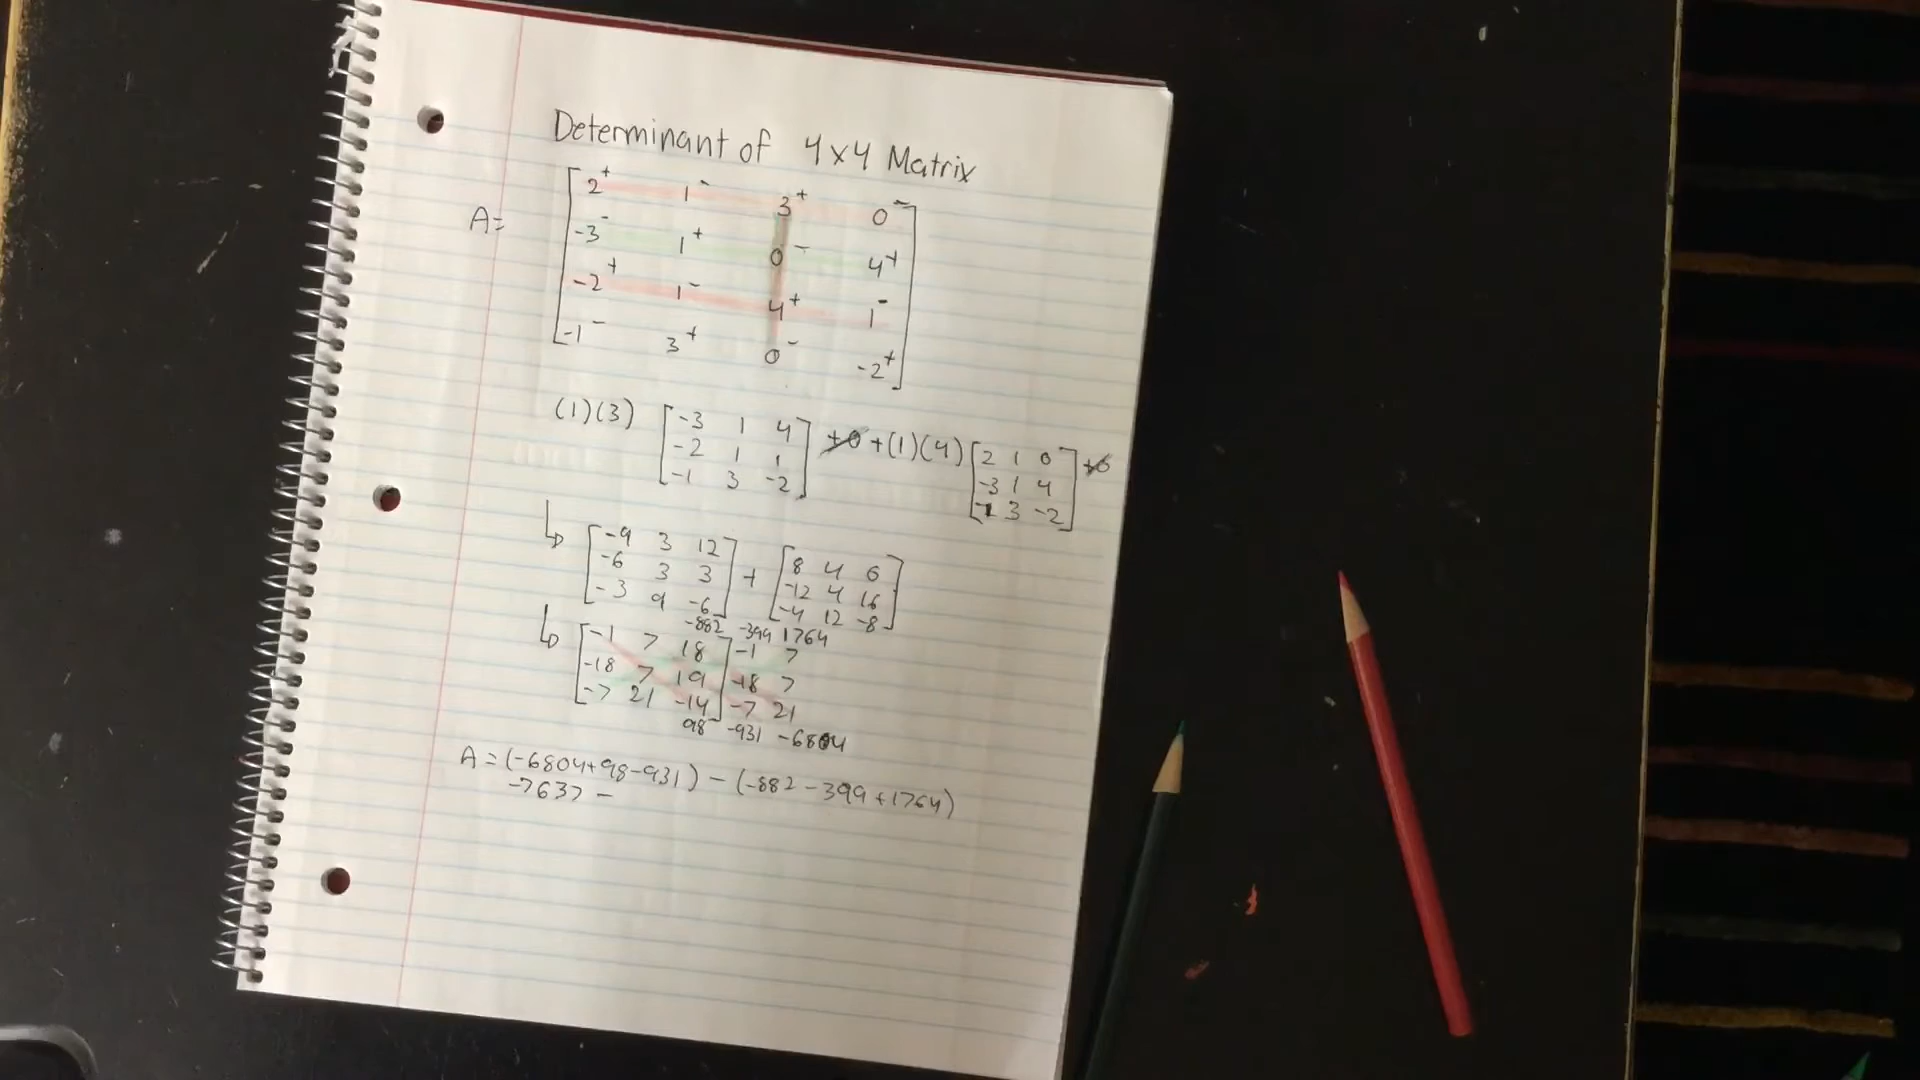 Determinant of 4x4 Matrix
A= [2⁺ 1⁻ 3⁺ 0⁻
-3⁻ 1⁺ 0⁻ 4⁺
-2⁺ 1⁻ 4⁺ 1⁻
-1⁻ 3⁺ 0⁻ -2⁺]
(1)(3) [-3 1 4 +0 +(1)(4) [2 1 0 +0
-2 1 1 -3 1 4
-1 3 -2] -1 3 -2]
↳ [-9 3 12 + [8 4 6
-6 3 3 -12 4 16
-3 9 -6] -4 12 -8]
-882 -399 1764
↳ [-1 7 18 -1 7
-18 7 19 -18 7
-7 21 -14] -7 21
98 -931 -6804
A = (-6804+98-931) - (-882-399+1764)
-7637 -